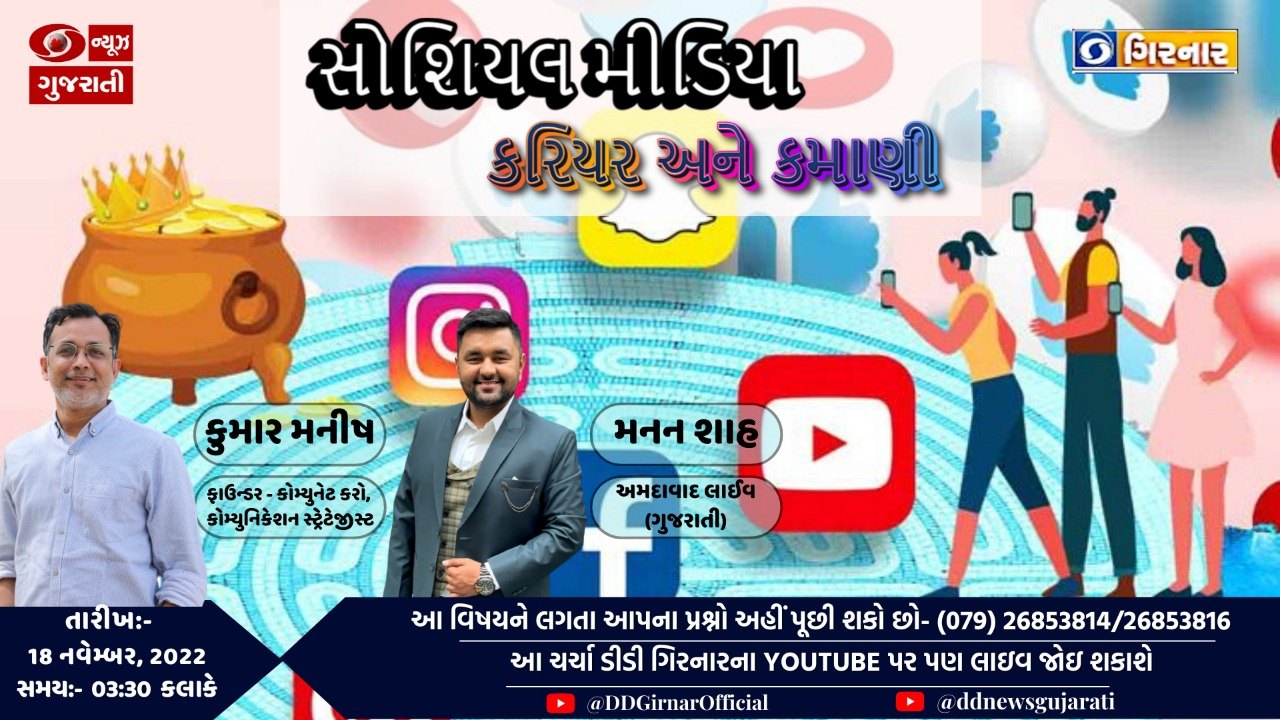 ન્યૂઝ
ગુજરાતી
ગિરનાર
સોશિયલ મીડિયા
કરિયર અને કમાણી
કુમાર મનીષ
ફાઉન્ડર - કોમ્યુનેટ કરો,
કોમ્યુનિકેશન સ્ટ્રેટેજીસ્ટ
મનન શાહ
અમદાવાદ લાઈવ
(ગુજરાતી)
તારીખ:-
18 નવેમ્બર, 2022
સમય:- 03:30 કલાકે
આ વિષયને લગતા આપના પ્રશ્નો અહીં પૂછી શકો છો- (079) 26853814/26853816
આ ચર્ચા ડીડી ગિરનારના YOUTUBE પર પણ લાઇવ જોઇ શકાશે
@DDGirnarOfficial
@ddnewsgujarati